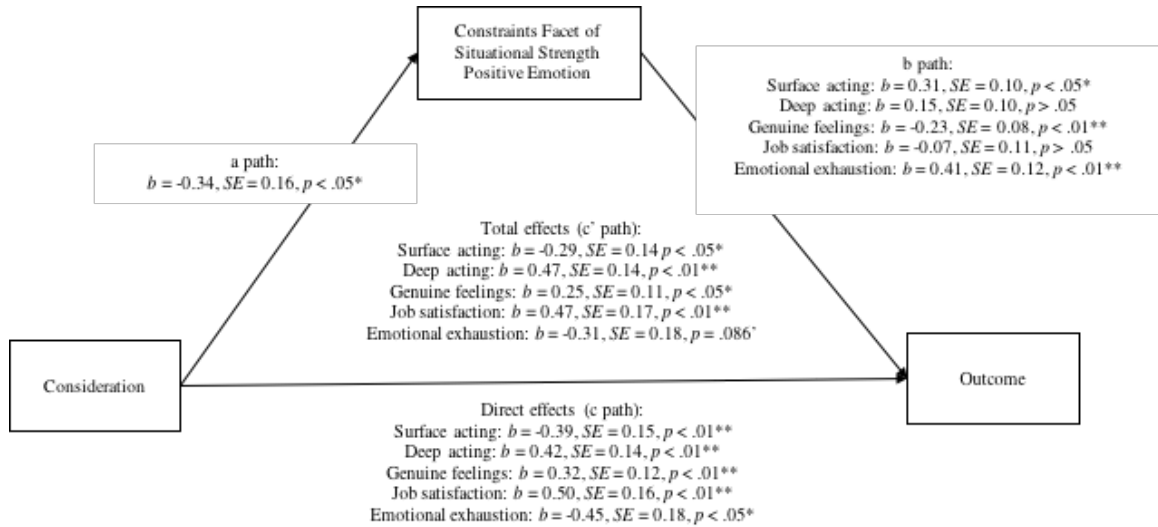 Constraints Facet of
Situational Strength
Positive Emotion
b path:
Surface acting: b = 0.31, SE = 0.10, p < .05*
Deep acting: b = 0.15, SE = 0.10, p > .05
Genuine feelings: b = -0.23, SE = 0.08, p < .01**
Job satisfaction: b = -0.07, SE = 0.11, p > .05
Emotional exhaustion: b = 0.41, SE = 0.12, p < .01**
a path:
b = -0.34, SE = 0.16, p < .05*
Total effects (c’ path):
Surface acting: b = -0.29, SE = 0.14 p < .05*
Deep acting: b = 0.47, SE = 0.14, p < .01**
Genuine feelings: b = 0.25, SE = 0.11, p < .05*
Job satisfaction: b = 0.47, SE = 0.17, p < .01**
Emotional exhaustion: b = -0.31, SE = 0.18, p = .086’
Consideration
Outcome
Direct effects (c path):
Surface acting: b = -0.39, SE = 0.15, p < .01**
Deep acting: b = 0.42, SE = 0.14, p < .01**
Genuine feelings: b = 0.32, SE = 0.12, p < .01**
Job satisfaction: b = 0.50, SE = 0.16, p < .01**
Emotional exhaustion: b = -0.45, SE = 0.18, p < .05*